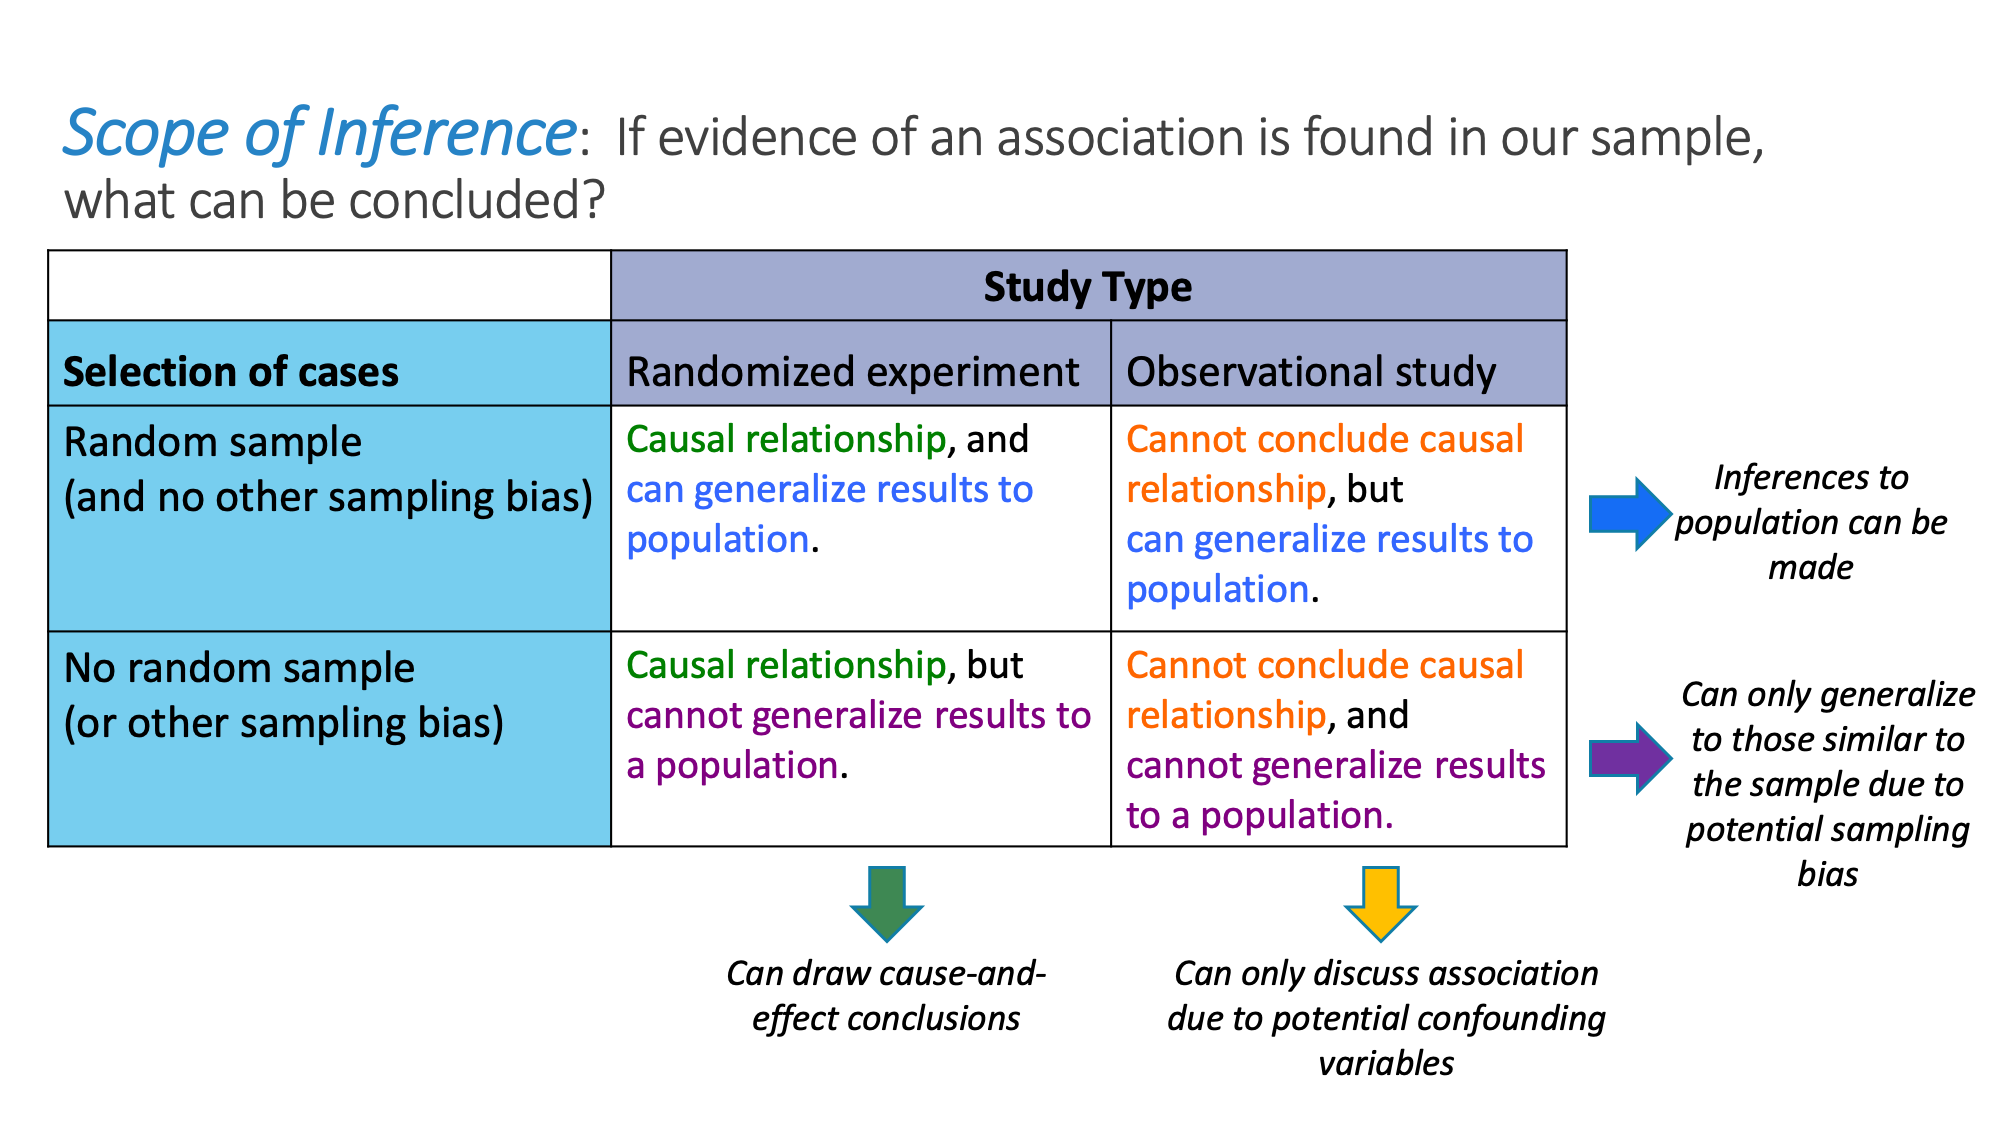 Scope of Inference: If evidence of an association is found in our sample,
what can be concluded?
Study Type
Selection of cases
Randomized experiment
Observational study
Random sample
(and no other sampling bias)
Causal relationship, and
can generalize results to
population.
Cannot conclude causal
relationship, but
can generalize results to
population.
Inferences to
population can be
made
No random sample
(or other sampling bias)
Causal relationship, but
cannot generalize results to
a population.
Cannot conclude causal
relationship, and
cannot generalize results
to a population.
Can only generalize
to those similar to
the sample due to
potential sampling
bias
Can draw cause-and-
effect conclusions
Can only discuss association
due to potential confounding
variables